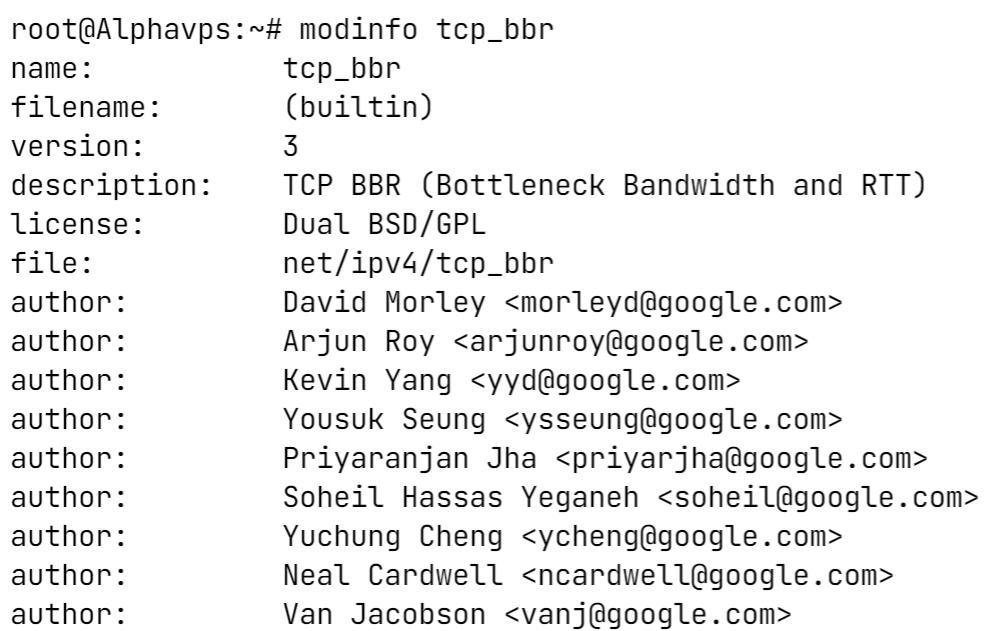 root@Alphavps:~# modinfo tcp_bbr
name:           tcp_bbr
filename:       (builtin)
version:        3
description:    TCP BBR (Bottleneck Bandwidth and RTT)
license:        Dual BSD/GPL
file:           net/ipv4/tcp_bbr
author:         David Morley <morleyd@google.com>
author:         Arjun Roy <arjunroy@google.com>
author:         Kevin Yang <yyd@google.com>
author:         Yousuk Seung <ysseung@google.com>
author:         Priyaranjan Jha <priyarjha@google.com>
author:         Soheil Hassas Yeganeh <soheil@google.com>
author:         Yuchung Cheng <ycheng@google.com>
author:         Neal Cardwell <ncardwell@google.com>
author:         Van Jacobson <vanj@google.com>